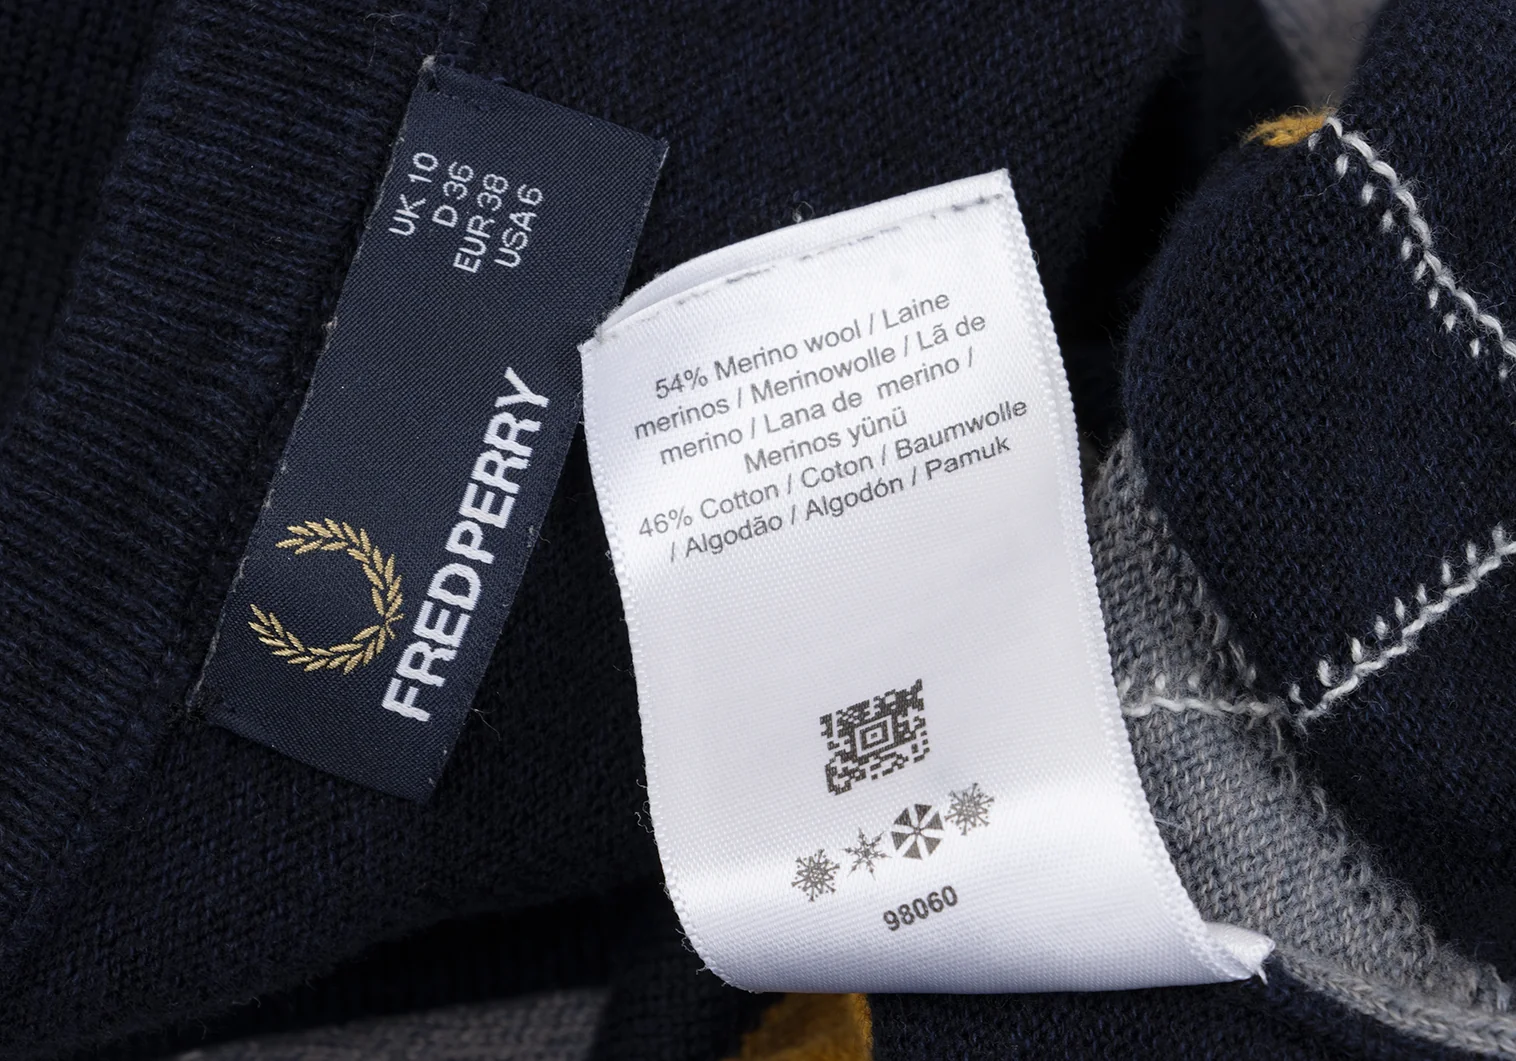 UK 10
D 36
EUR 38
USA 6
FRED PERRY
54% Merino wool / Laine
merinos / Merinowolle / Lã de
merino / Lana de merino /
Merinos yünü
46% Cotton / Coton / Baumwolle
/ Algodão / Algodón / Pamuk
98060